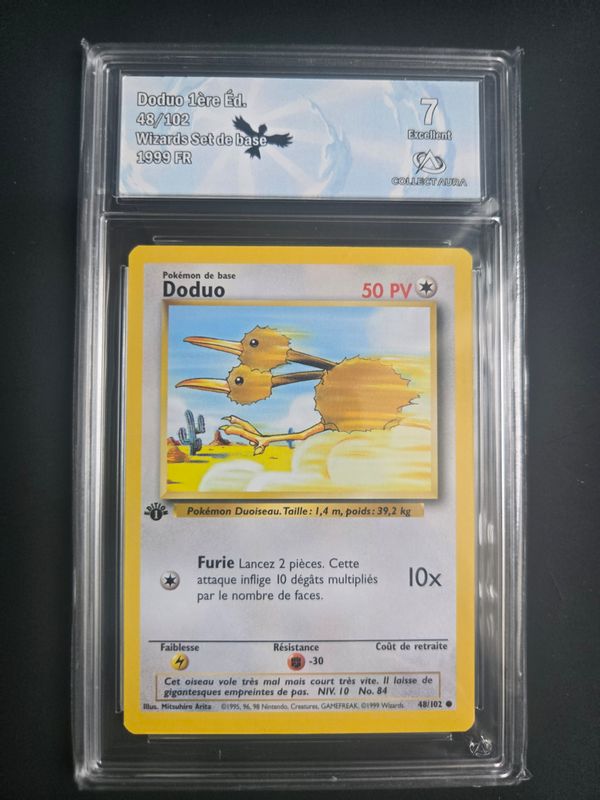 Doduo 1ère Éd.
48/102
Wizards Set de base
1999 FR
7
Excellent
COLLECT AURA
Pokémon de base
Doduo
50 PV
EDITION
1
Pokémon Duoiseau. Taille : 1,4 m, poids : 39,2 kg
Furie Lancez 2 pièces. Cette
attaque inflige 10 dégâts multipliés
par le nombre de faces.
10x
Faiblesse
Résistance
Coût de retraite
-30
Cet oiseau vole très mal mais court très vite. Il laisse de
gigantesques empreintes de pas. NIV. 10 No. 84
Illus. Mitsuhiro Arita ©1995, 96, 98 Nintendo, Creatures, GAMEFREAK. ©1999 Wizards. 48/102